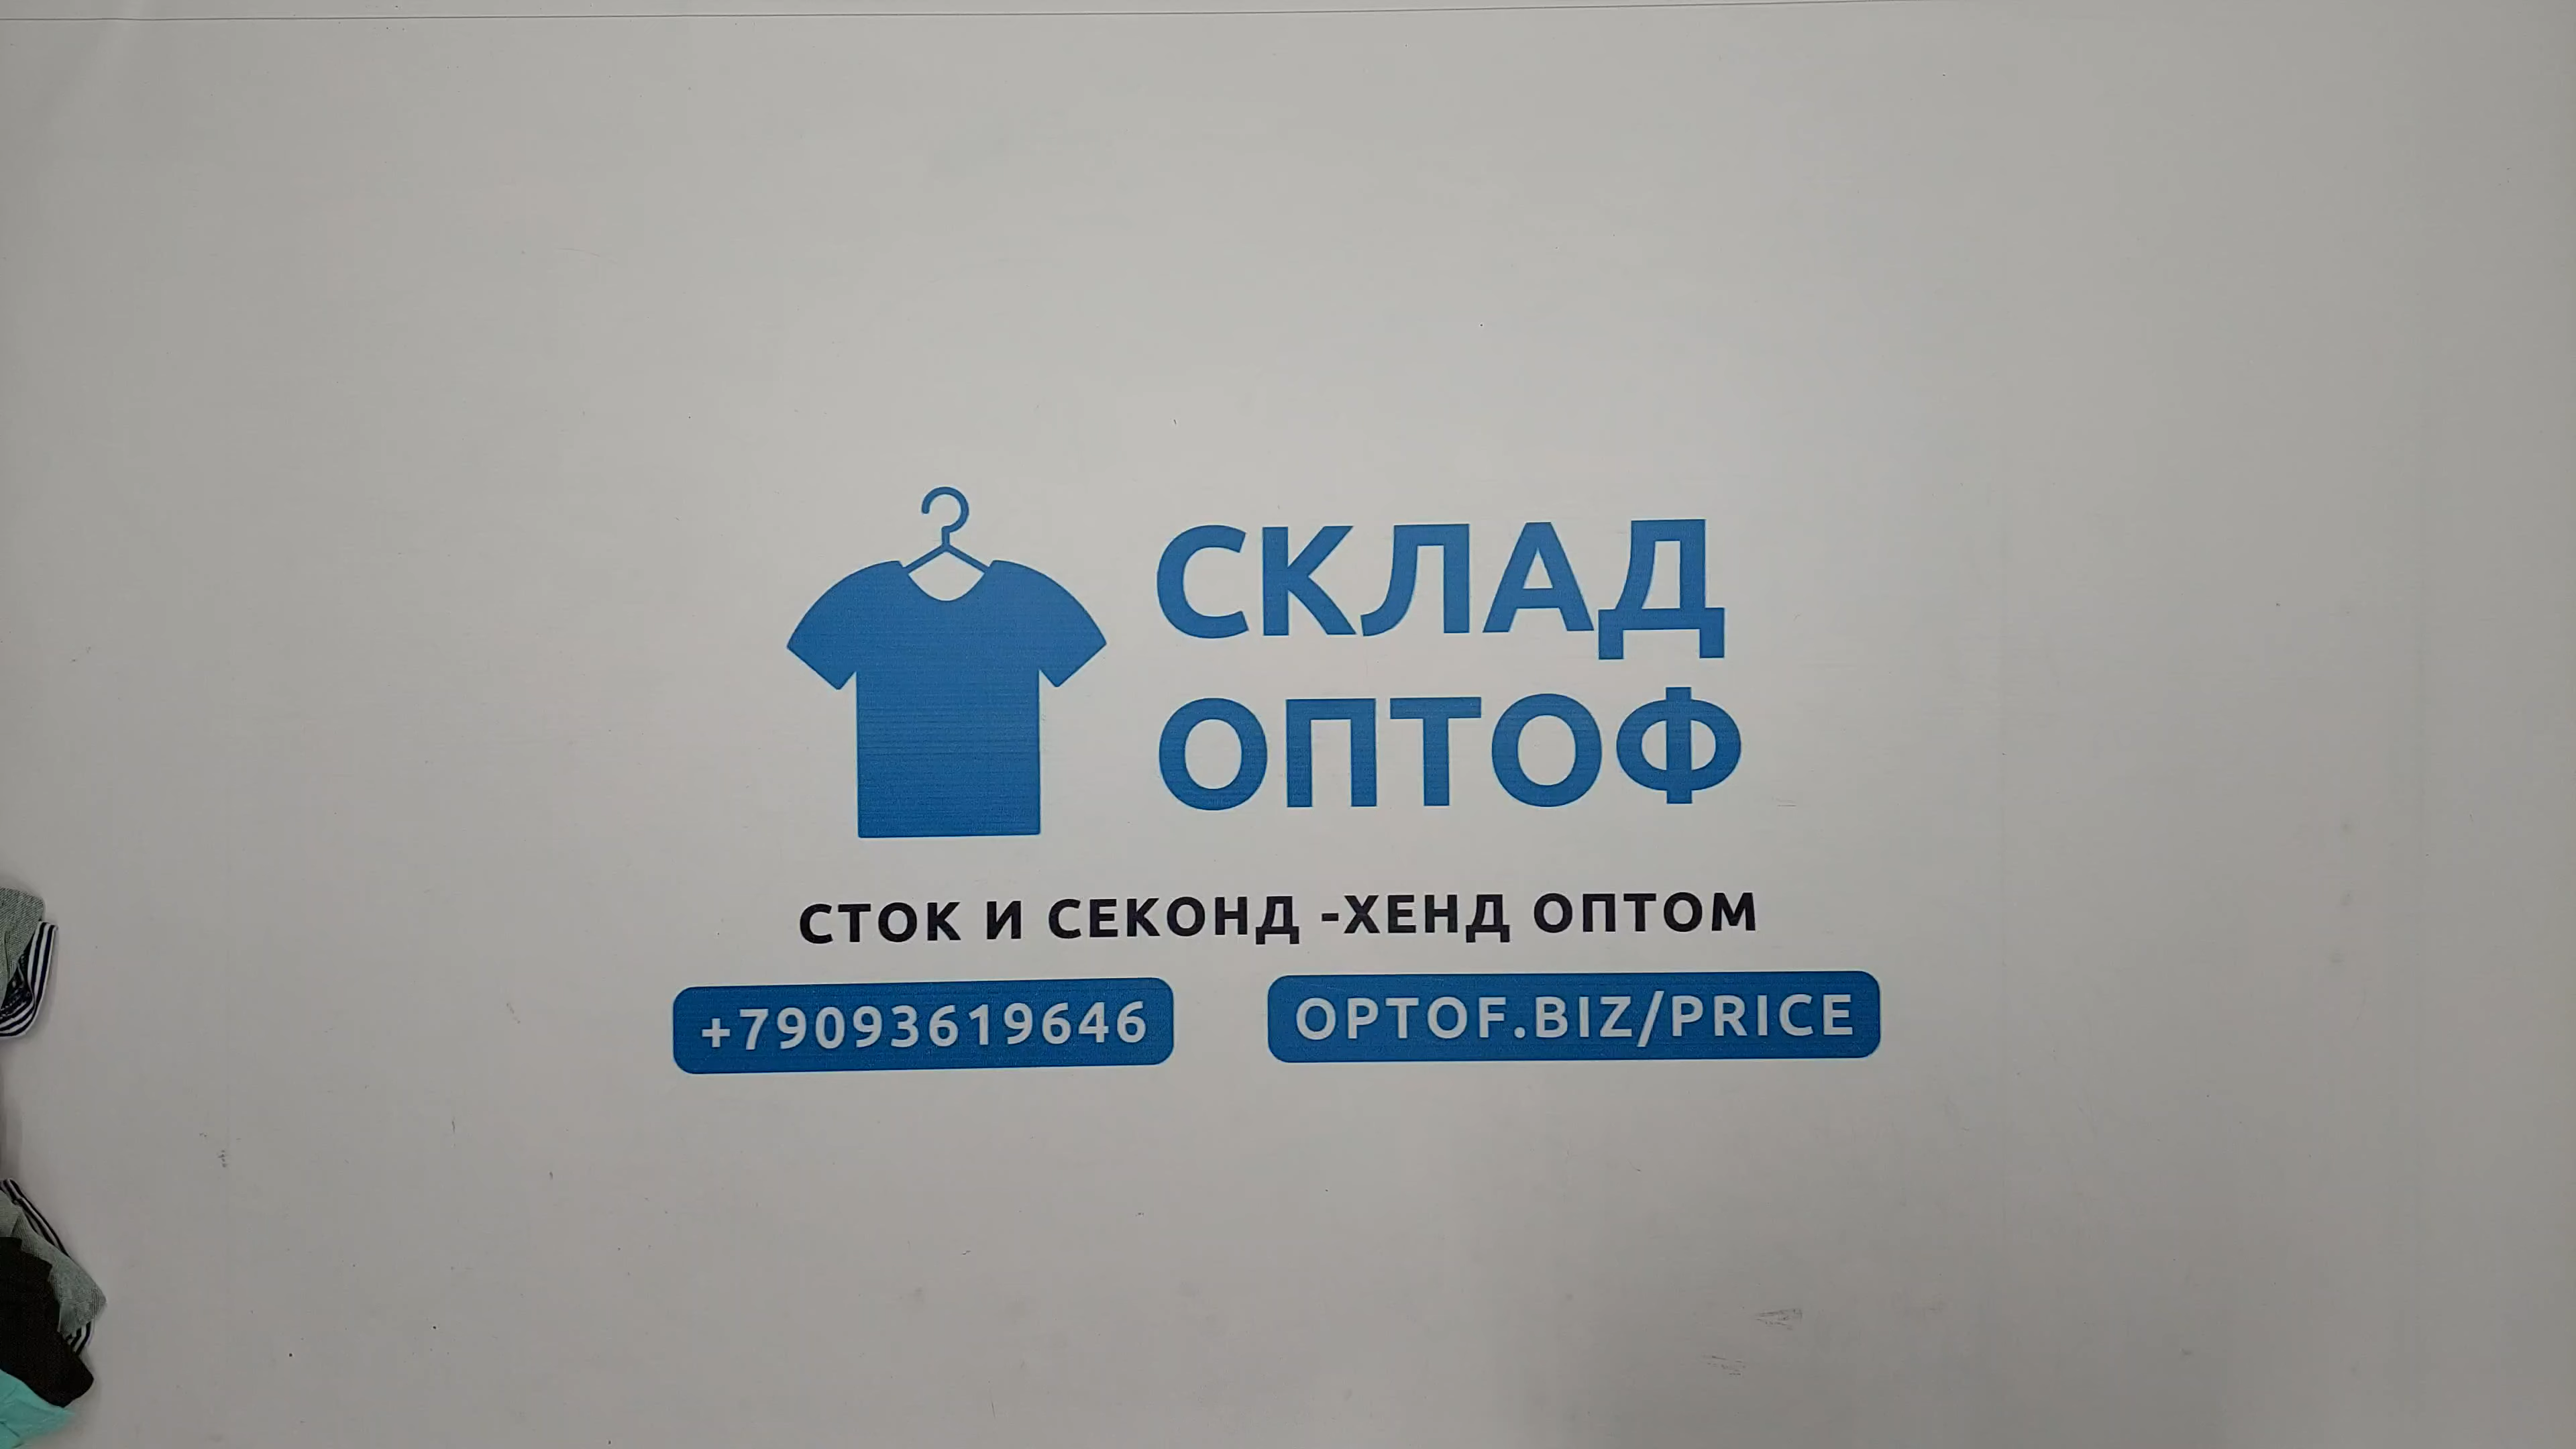 СКЛАД
ОПТОФ
СТОК И СЕКОНД -ХЕНД ОПТОМ
+79093619646
OPTOF.BIZ/PRICE